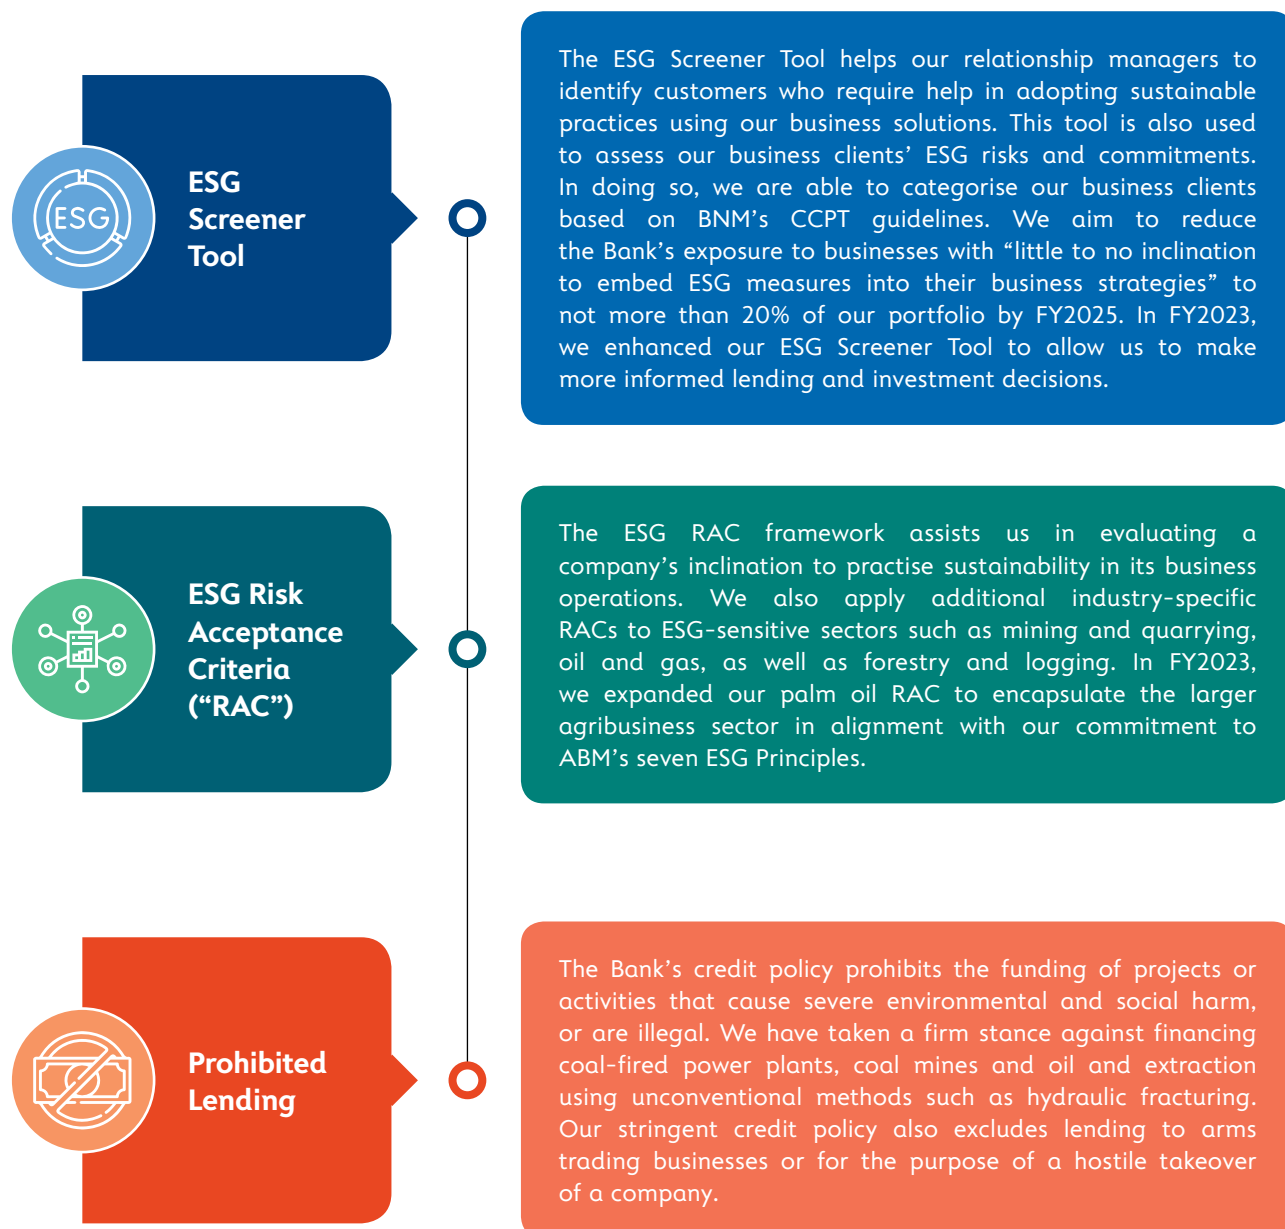 ESG
ESG
Screener
Tool
The ESG Screener Tool helps our relationship managers to
identify customers who require help in adopting sustainable
practices using our business solutions. This tool is also used
to assess our business clients’ ESG risks and commitments.
In doing so, we are able to categorise our business clients
based on BNM’s CCPT guidelines. We aim to reduce
the Bank’s exposure to businesses with “little to no inclination
to embed ESG measures into their business strategies” to
not more than 20% of our portfolio by FY2025. In FY2023,
we enhanced our ESG Screener Tool to allow us to make
more informed lending and investment decisions.
ESG Risk
Acceptance
Criteria
(“RAC”)
The ESG RAC framework assists us in evaluating a
company’s inclination to practise sustainability in its business
operations. We also apply additional industry-specific
RACs to ESG-sensitive sectors such as mining and quarrying,
oil and gas, as well as forestry and logging. In FY2023,
we expanded our palm oil RAC to encapsulate the larger
agribusiness sector in alignment with our commitment to
ABM’s seven ESG Principles.
Prohibited
Lending
The Bank’s credit policy prohibits the funding of projects or
activities that cause severe environmental and social harm,
or are illegal. We have taken a firm stance against financing
coal-fired power plants, coal mines and oil and extraction
using unconventional methods such as hydraulic fracturing.
Our stringent credit policy also excludes lending to arms
trading businesses or for the purpose of a hostile takeover
of a company.